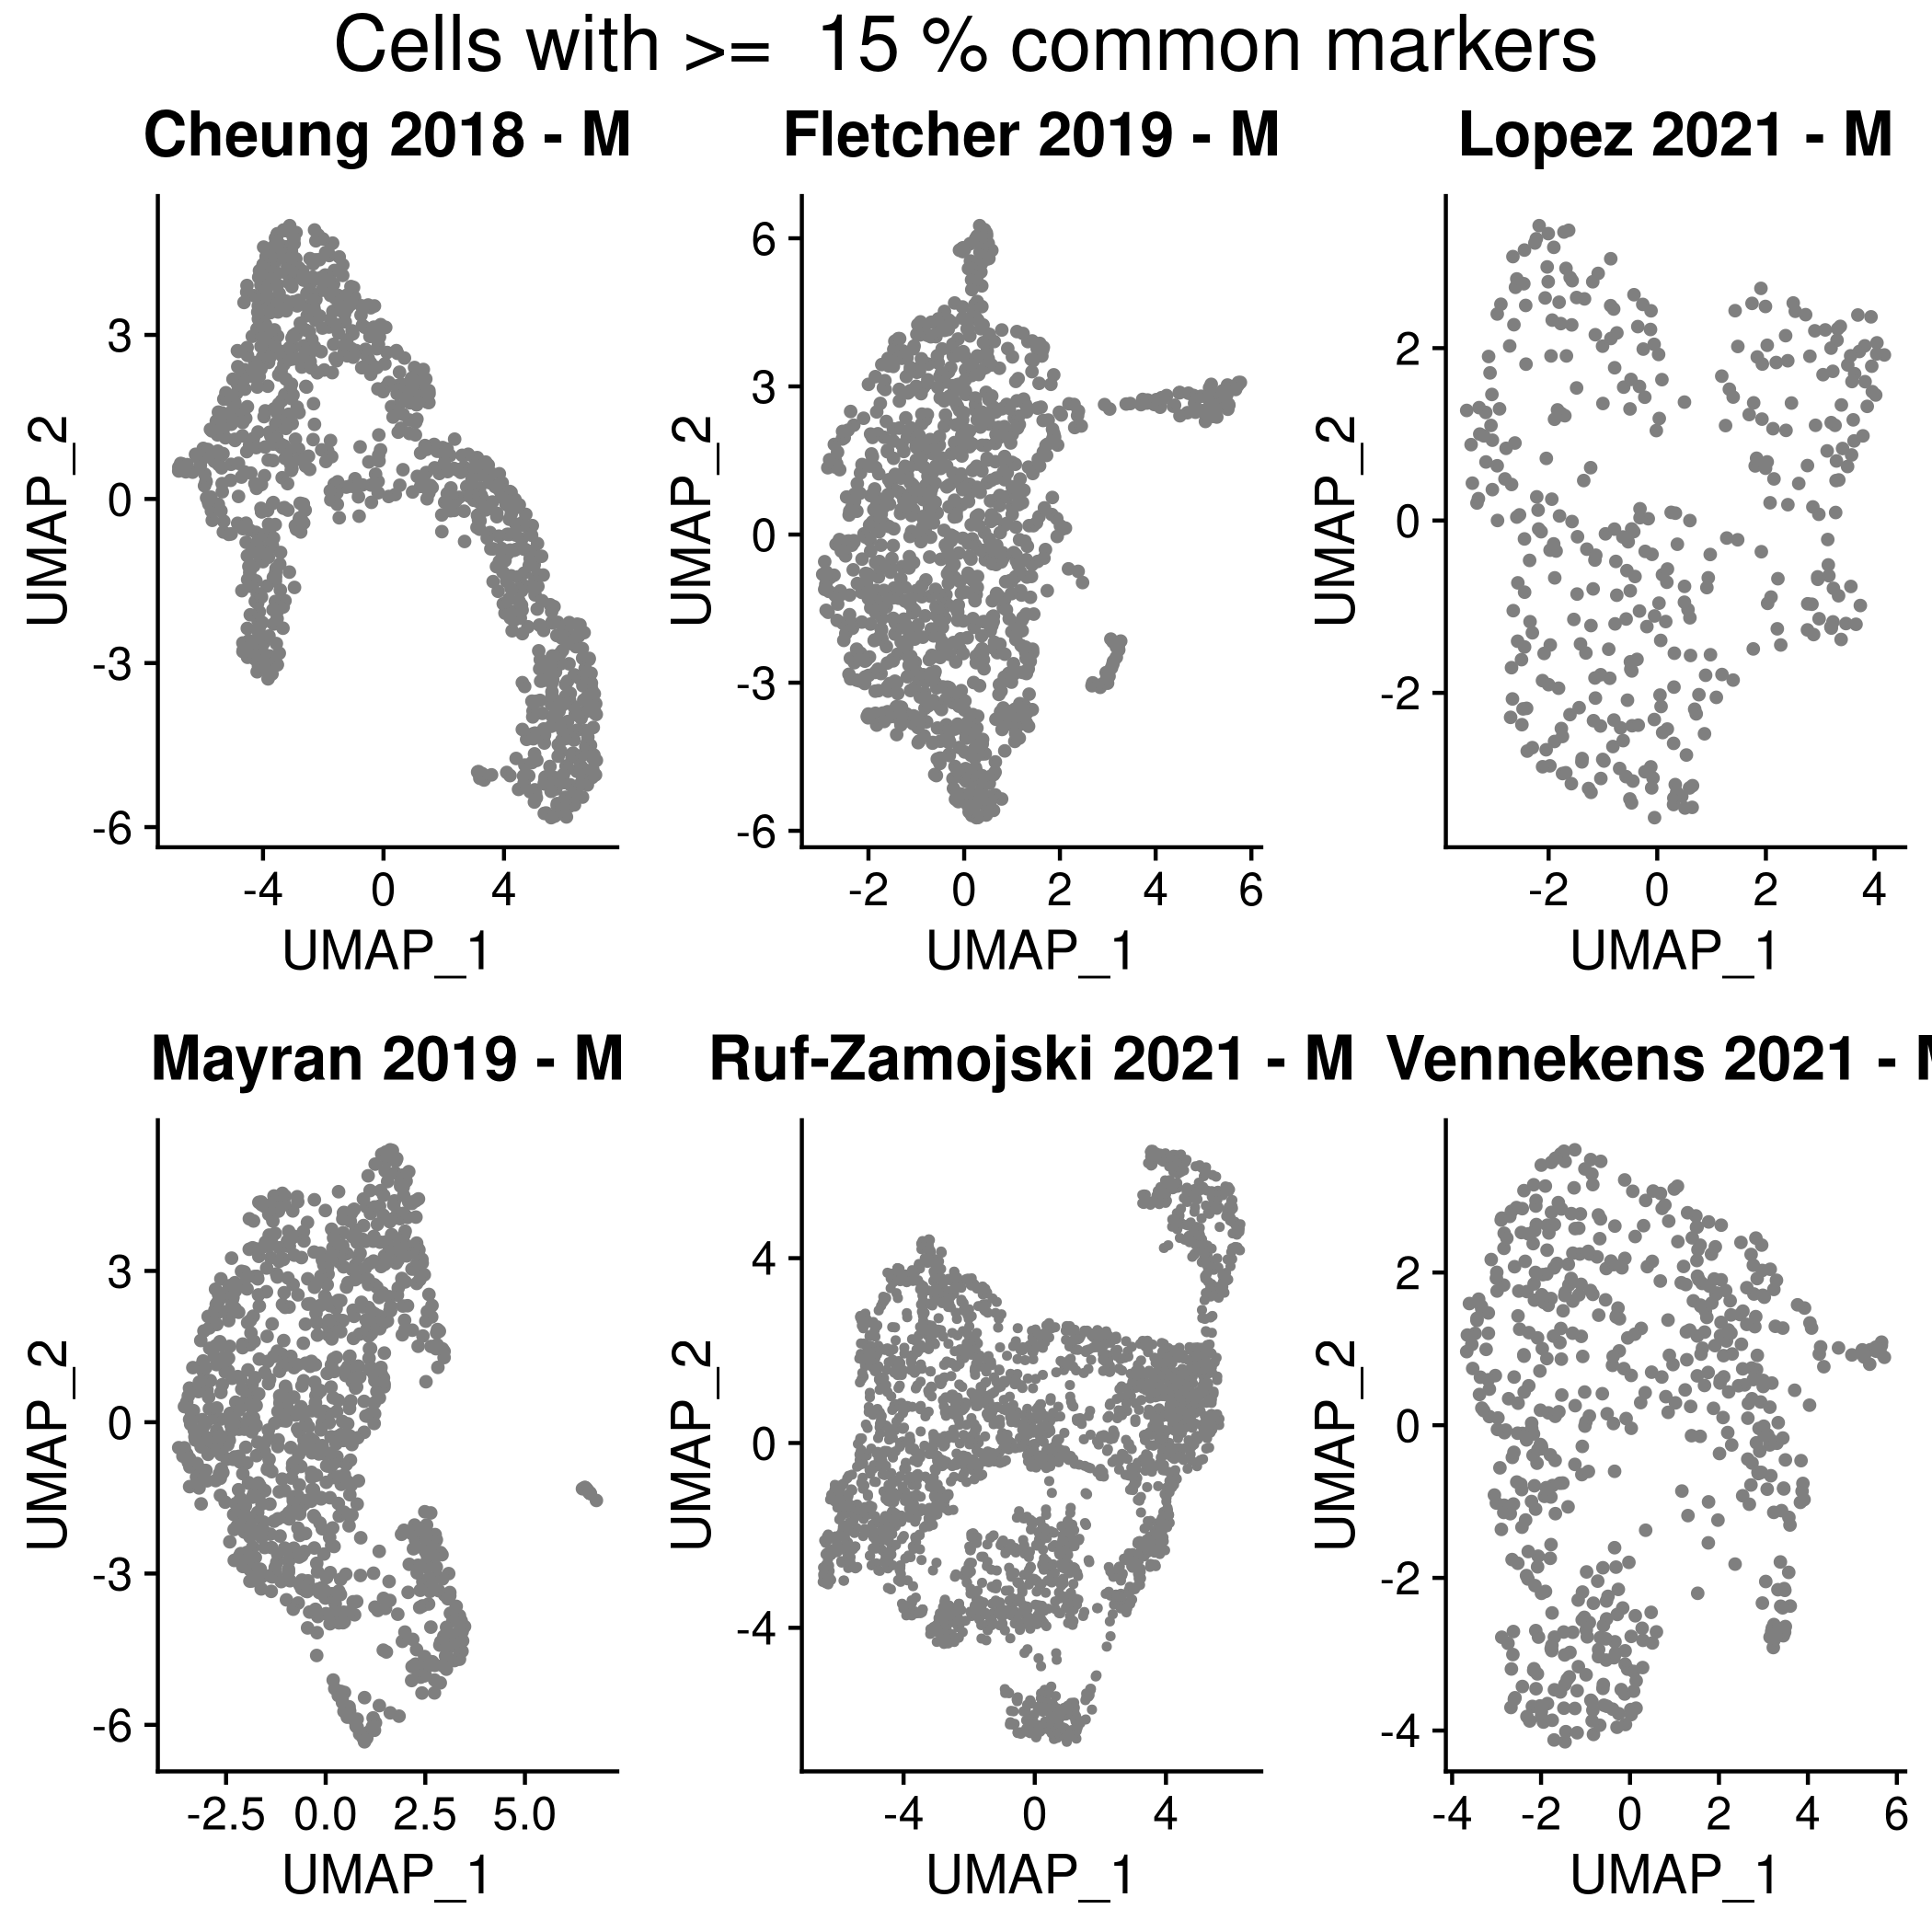 Cells with >=  15 % common markers
Cheung 2018 - M
Fletcher 2019 - M
Lopez 2021 - M
UMAP_2
3
0
-3
-6
-4
0
4
UMAP_1
UMAP_2
6
3
0
-3
-6
-2
0
2
4
6
UMAP_1
UMAP_2
2
0
-2
-2
0
2
4
UMAP_1
Mayran 2019 - M
Ruf-Zamojski 2021 - M
Vennekens 2021 - M
UMAP_2
3
0
-3
-6
-2.5
0.0
2.5
5.0
UMAP_1
UMAP_2
4
0
-4
-4
0
4
UMAP_1
UMAP_2
2
0
-2
-4
-4
-2
0
2
4
6
UMAP_1